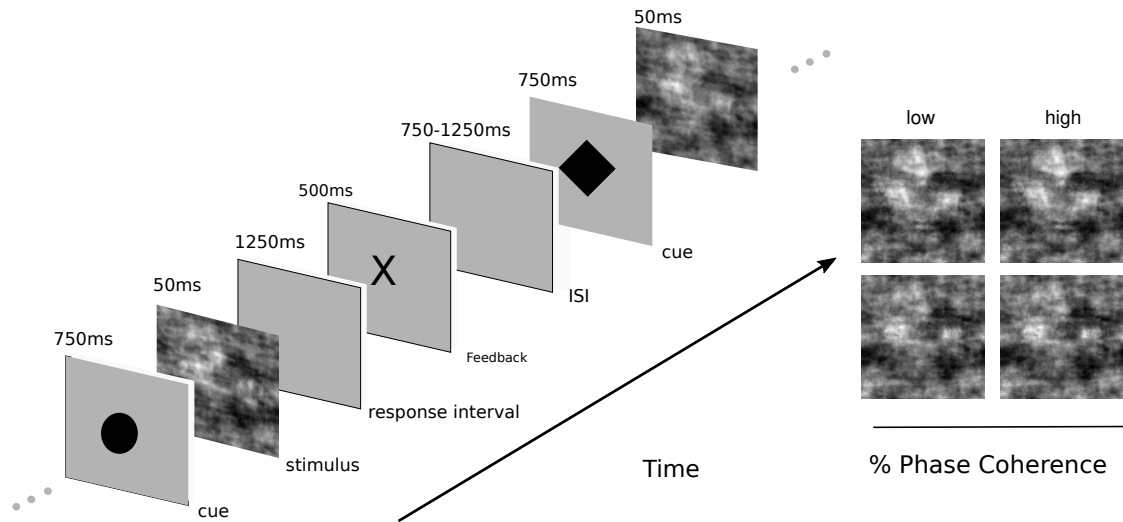 50ms
750ms
750-1250ms
500ms
1250ms
50ms
750ms
X
cue
ISI
Feedback
response interval
stimulus
cue
Time
low high
% Phase Coherence